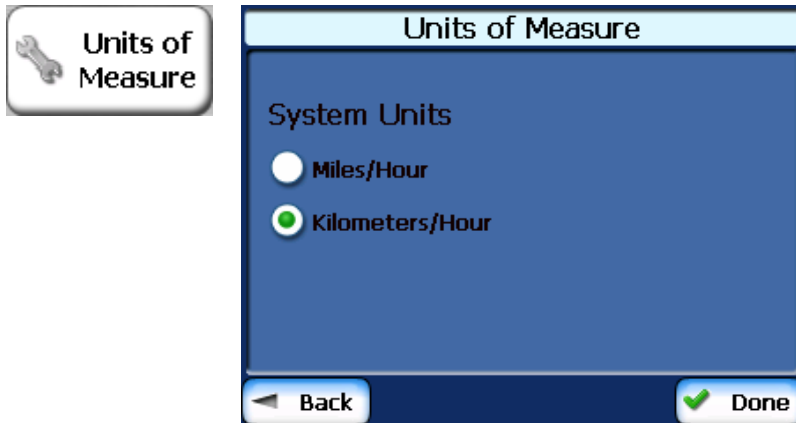 Units of
Measure
Units of Measure
System Units
Miles/Hour
Kilometers/Hour
Back
Done